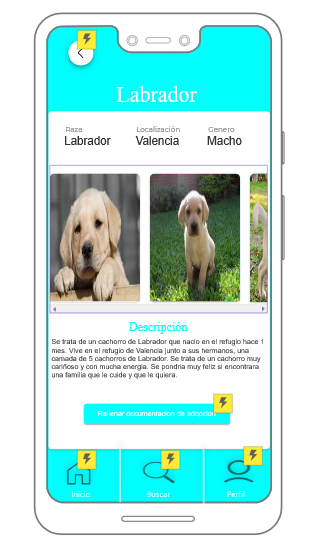 Labrador
Raza Localización Genero
Labrador Valencia Macho
Descripción
Se trata de un cachorro de Labrador que nacio en el refugio hace 1
mes. Vive en el refugio de Valencia junto a sus hermanos, una
camada de 5 cachorros de Labrador. Se trata de un cachorro muy
cariñoso y con mucha energia. Se pondria muy feliz si encontrara
una familia que le cuide y que le quiera.
Rellenar documentacion de adopcion
Inicio Buscar Perfil